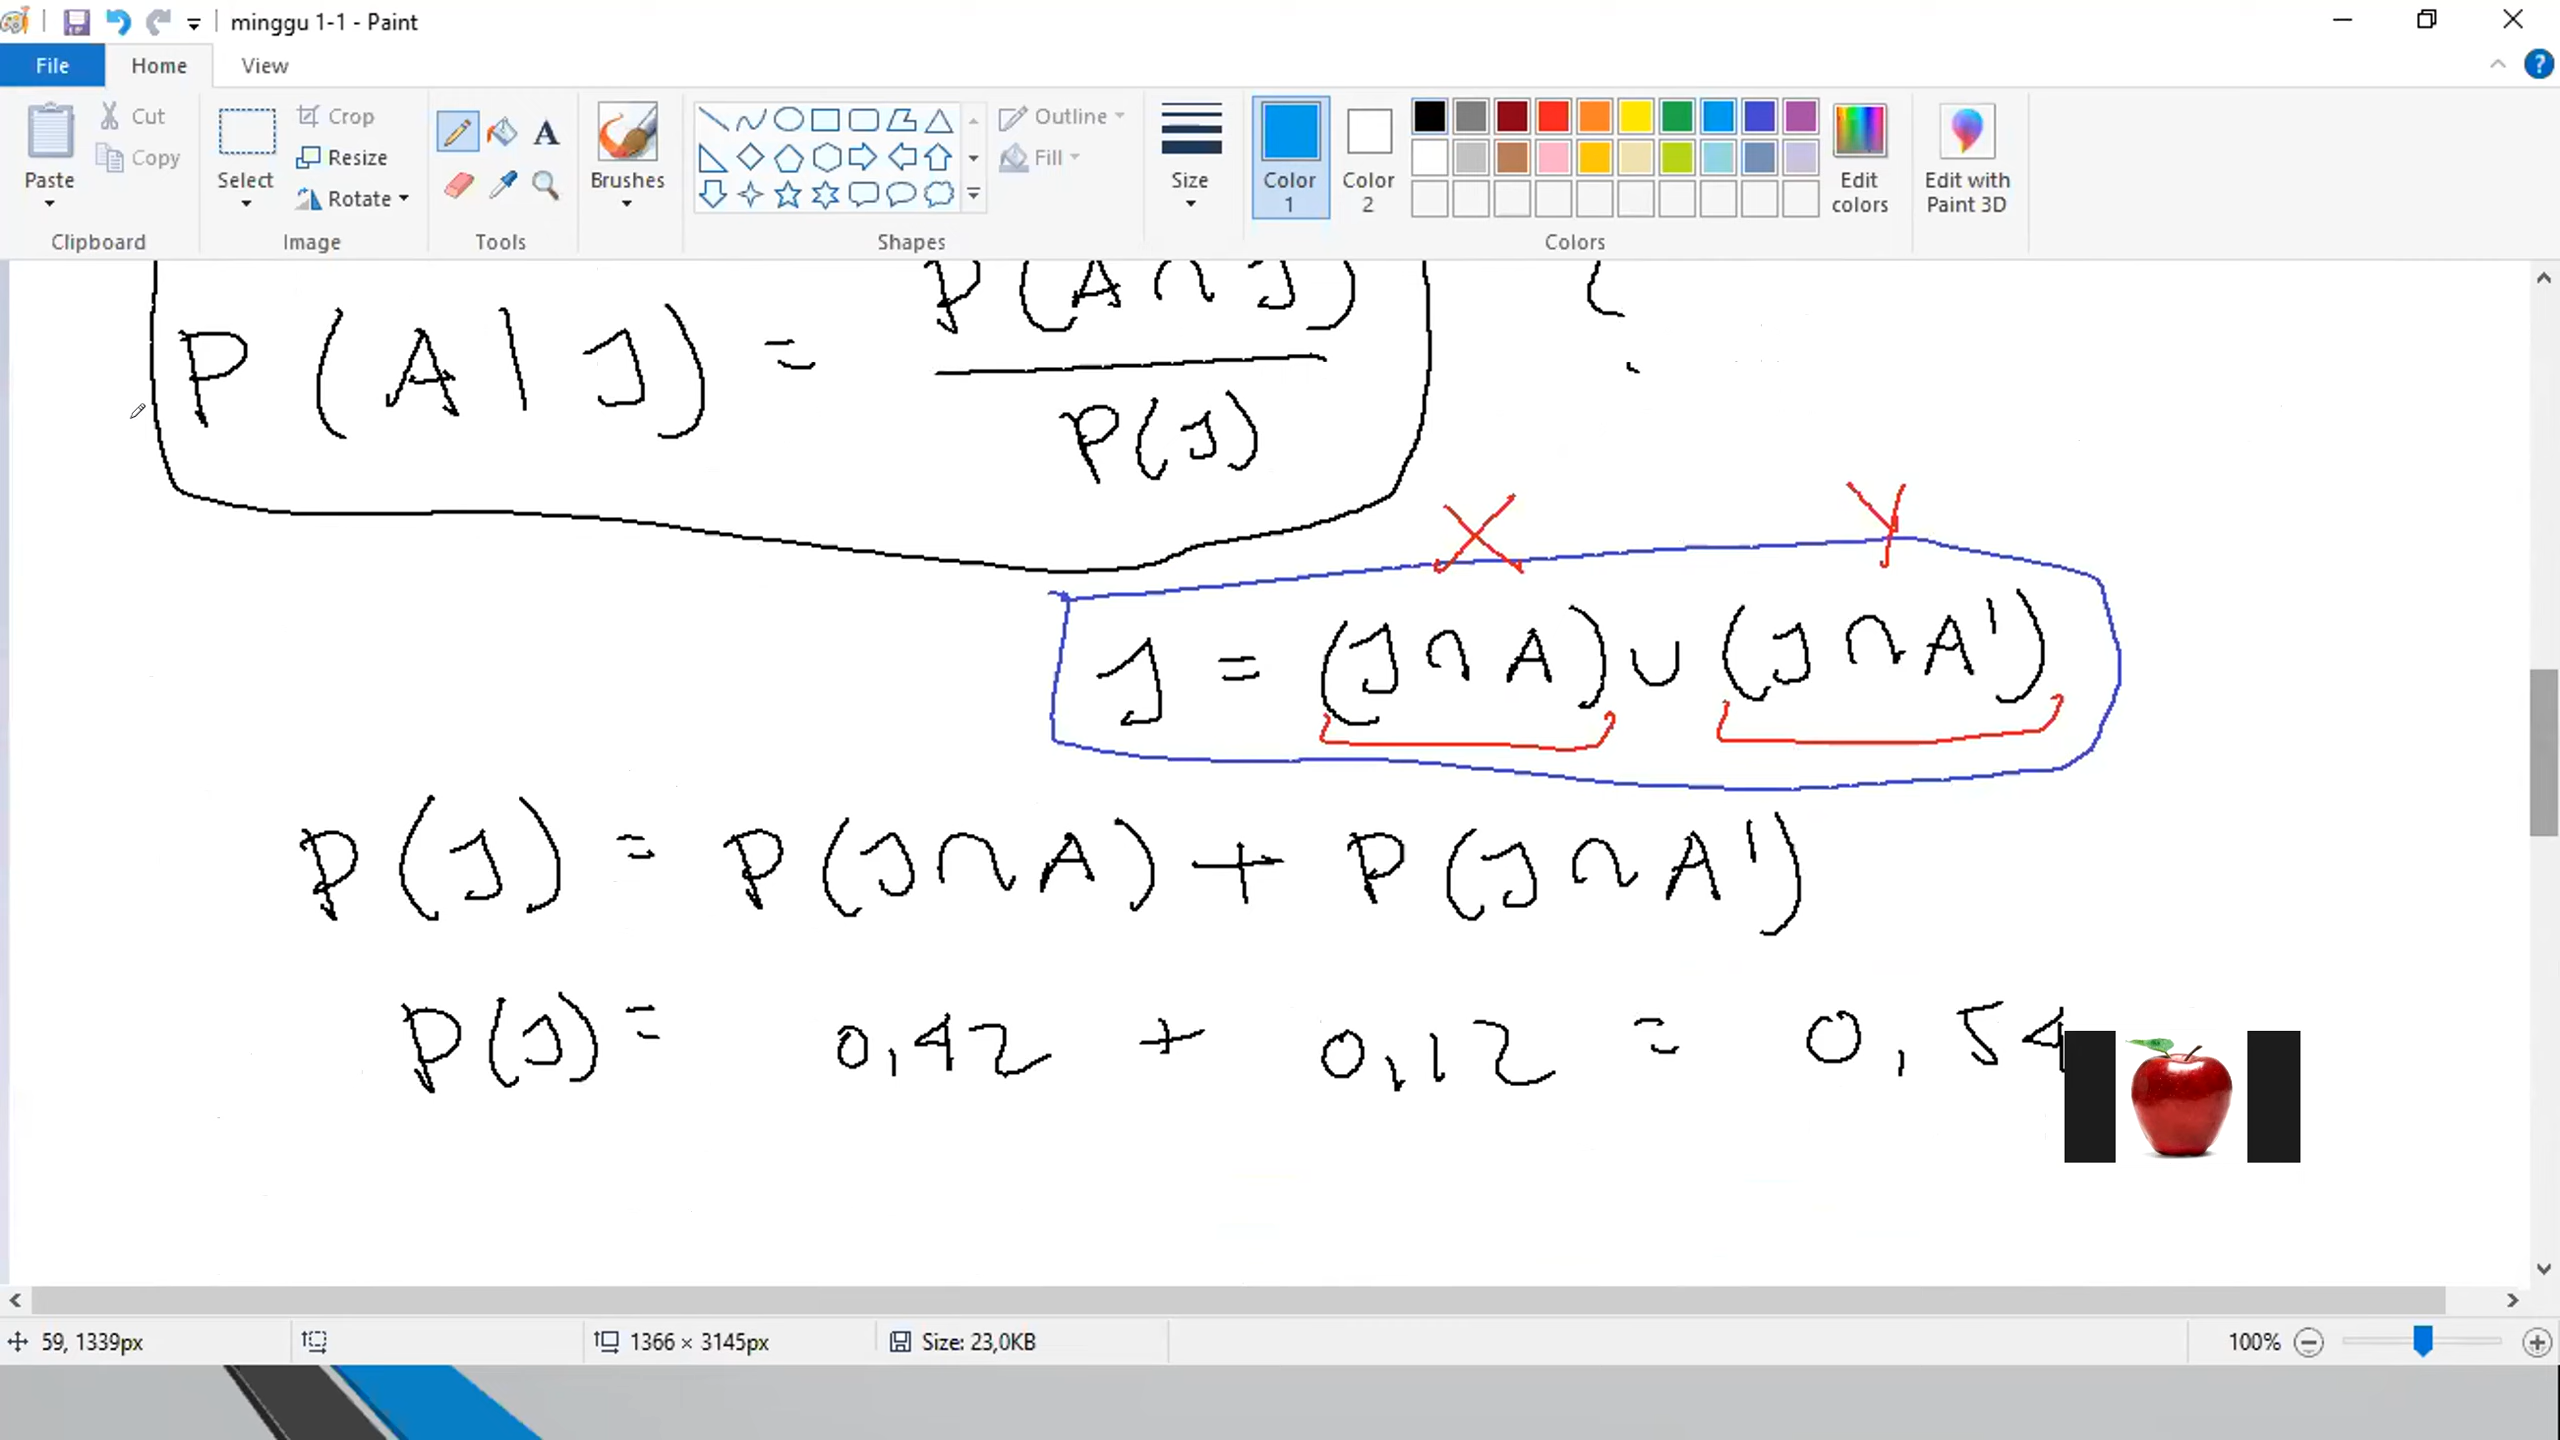 minggu 1-1 - Paint
File Home View
Paste Cut Copy Clipboard
Select Crop Resize Rotate Image
A Tools
Brushes
Outline Fill Shapes
Size
Color 1 Color 2 Edit colors Colors
Edit with Paint 3D
P(A|J) = P(A∩J) / P(J)
X Y
J = (J∩A) ∪ (J∩A')
P(J) = P(J∩A) + P(J∩A')
P(J) = 0,42 + 0,12 = 0,54
59, 1339px 1366 × 3145px Size: 23,0KB 100%